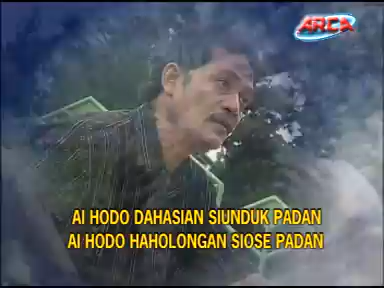 ARCA
AI HODO DAHASIAN SIUNDUK PADAN
AI HODO HAHOLONGAN SIOSE PADAN